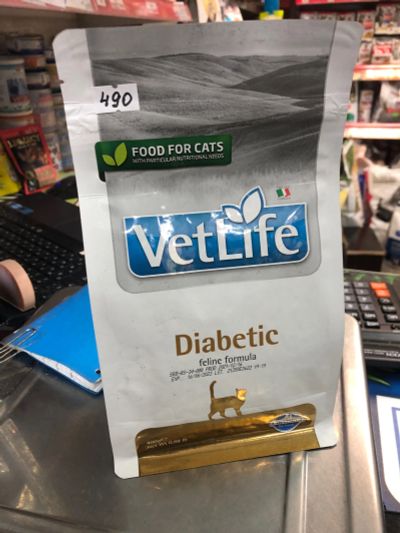 490
FOOD FOR CATS
WITH PARTICULAR NUTRITIONAL NEEDS
VetLife
Diabetic
feline formula